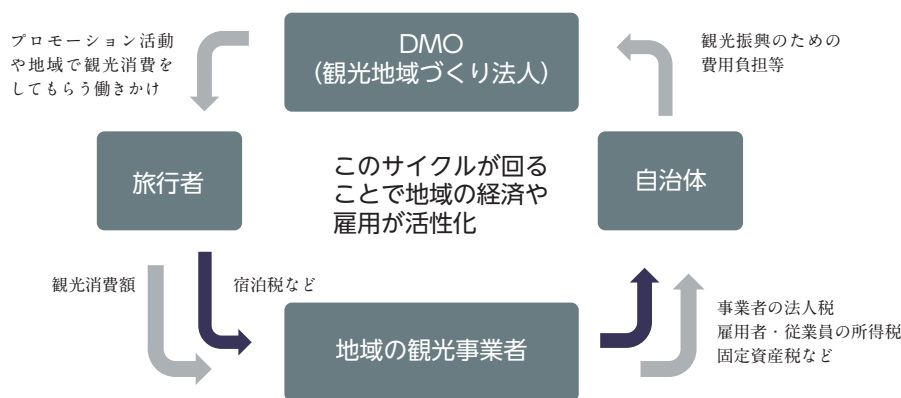 プロモーション活動
や地域で観光消費を
してもらう働きかけ
DMO
（観光地域づくり法人）
観光振興のための
費用負担等
旅行者
このサイクルが回る
ことで地域の経済や
雇用が活性化
自治体
観光消費額
宿泊税など
地域の観光事業者
事業者の法人税
雇用者・従業員の所得税
固定資産税など